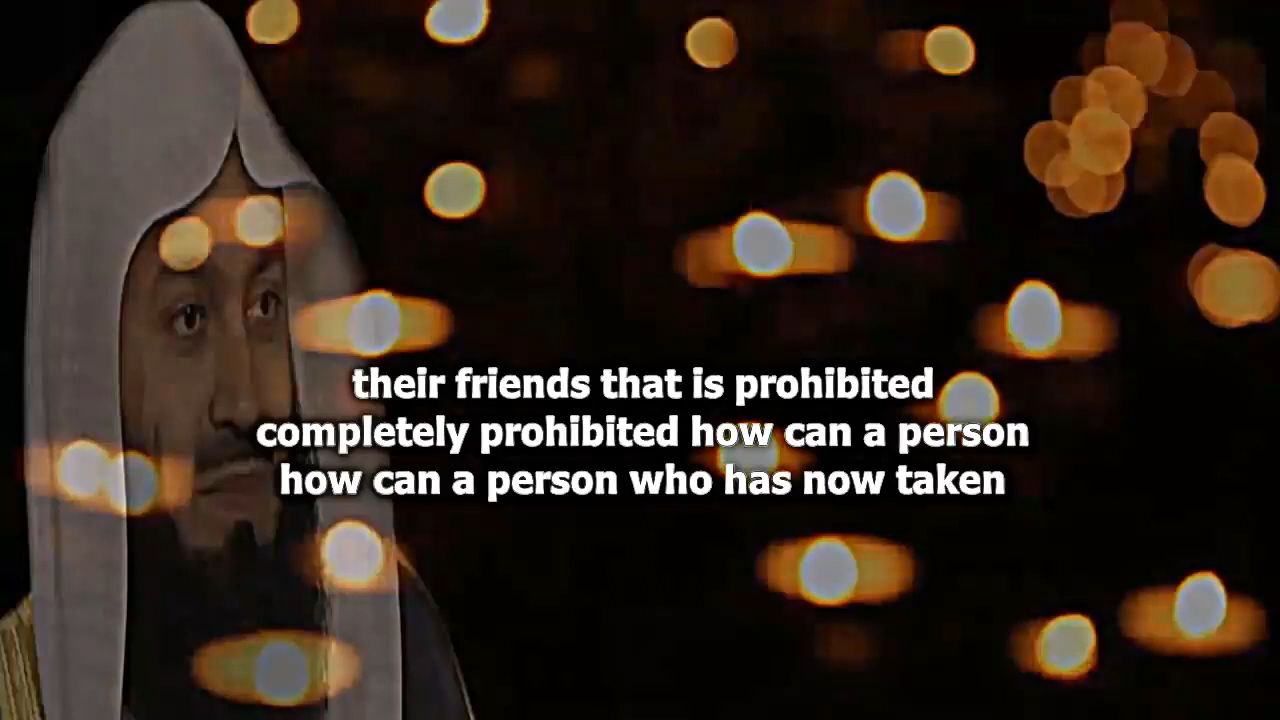 their friends that is prohibited
completely prohibited how can a person
how can a person who has now taken